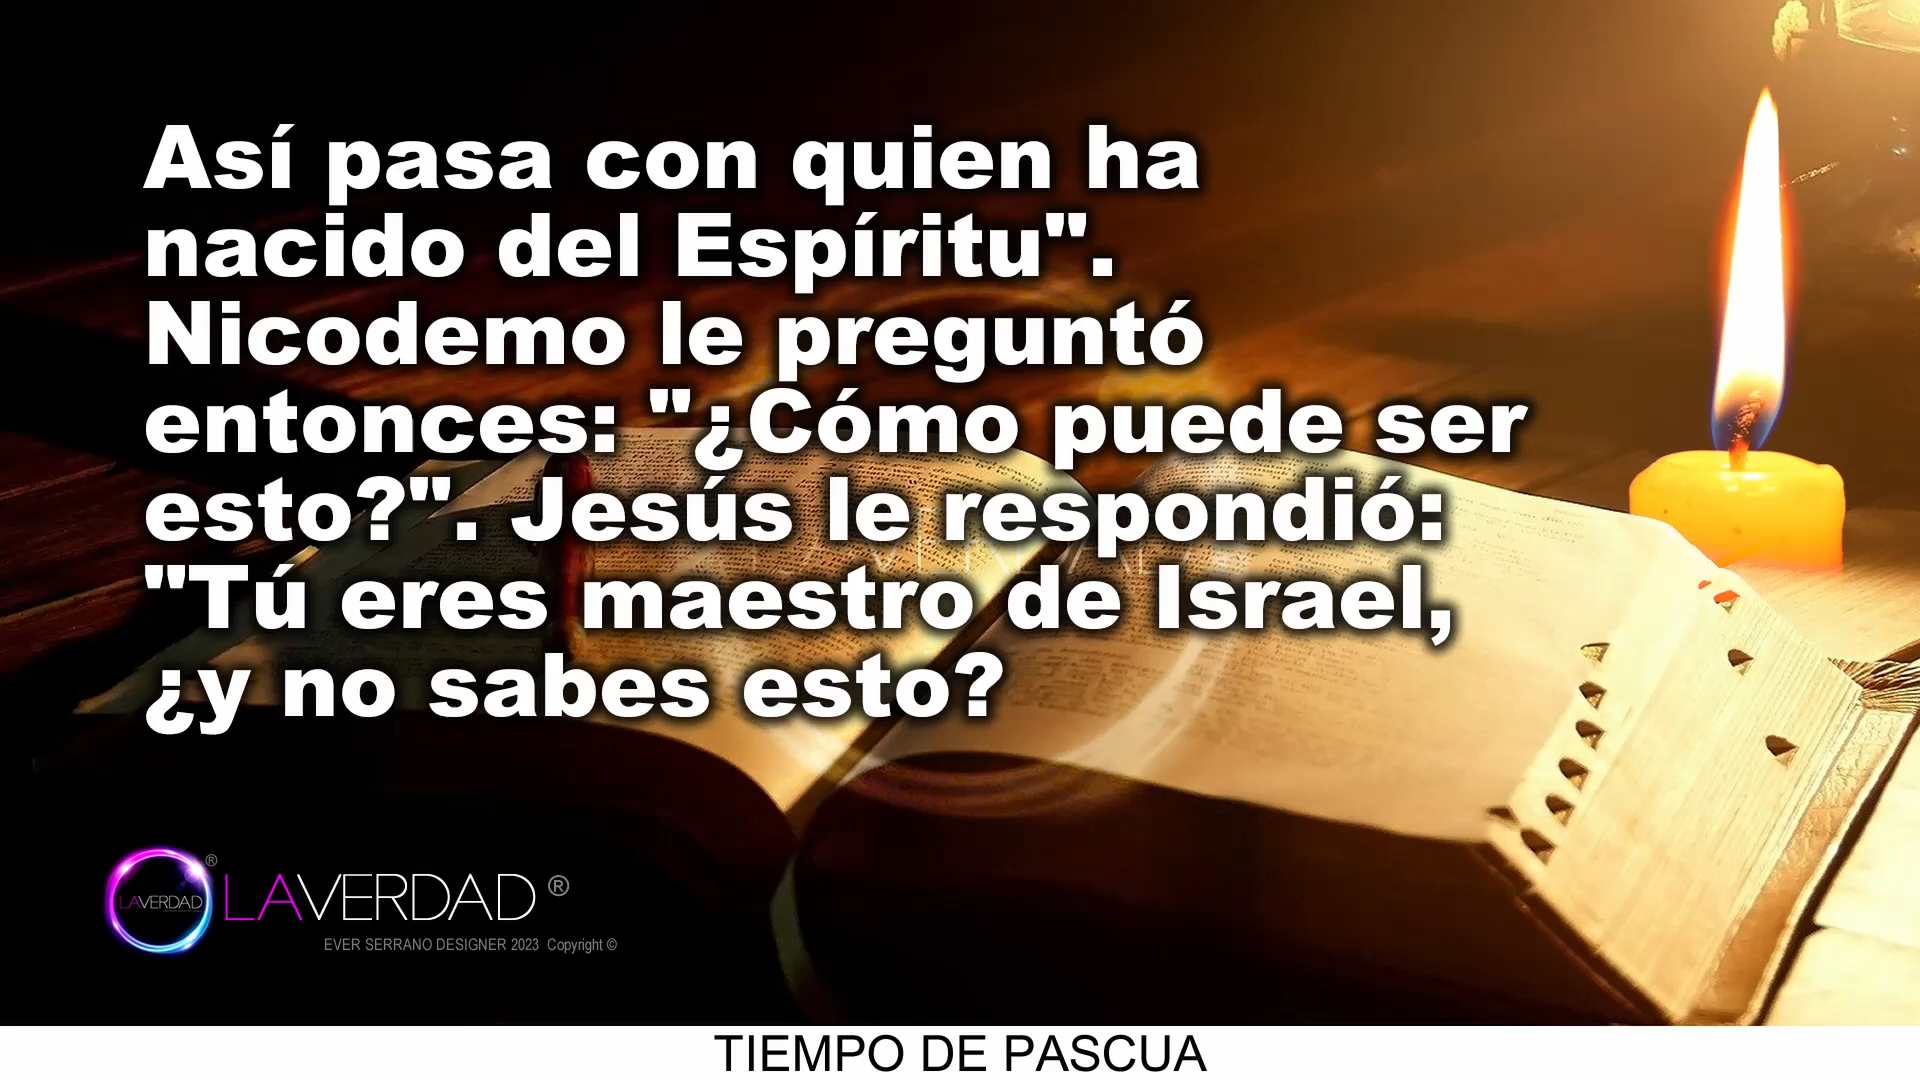 Así pasa con quien ha
nacido del Espíritu".
Nicodemo le preguntó
entonces: "¿Cómo puede ser
esto?". Jesús le respondió:
"Tú eres maestro de Israel,
¿y no sabes esto?
LAVERDAD ®
LAVERDAD ®
EVER SERRANO DESIGNER 2023 Copyright ©
TIEMPO DE PASCUA